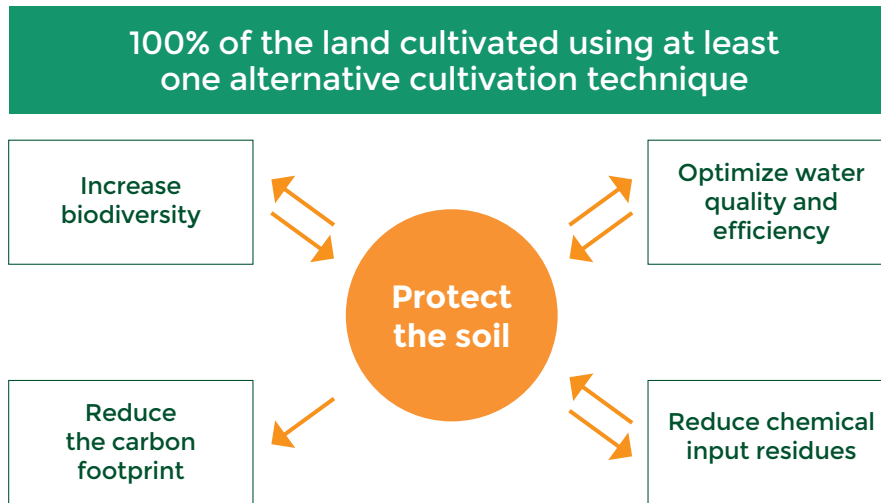 100% of the land cultivated using at least
one alternative cultivation technique
Increase
biodiversity
Optimize water
quality and
efficiency
Protect
the soil
Reduce
the carbon
footprint
Reduce chemical
input residues